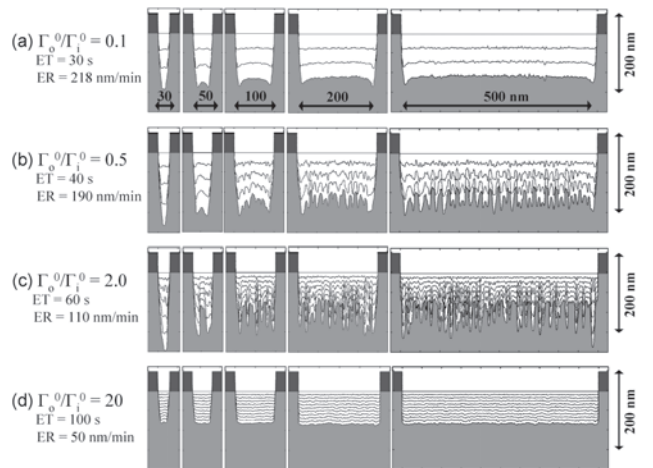 (a) Γₒ⁰/Γᵢ⁰ = 0.1
ET = 30 s
ER = 218 nm/min
30
50
100
200
500 nm
200 nm
(b) Γₒ⁰/Γᵢ⁰ = 0.5
ET = 40 s
ER = 190 nm/min
200 nm
(c) Γₒ⁰/Γᵢ⁰ = 2.0
ET = 60 s
ER = 110 nm/min
200 nm
(d) Γₒ⁰/Γᵢ⁰ = 20
ET = 100 s
ER = 50 nm/min
200 nm